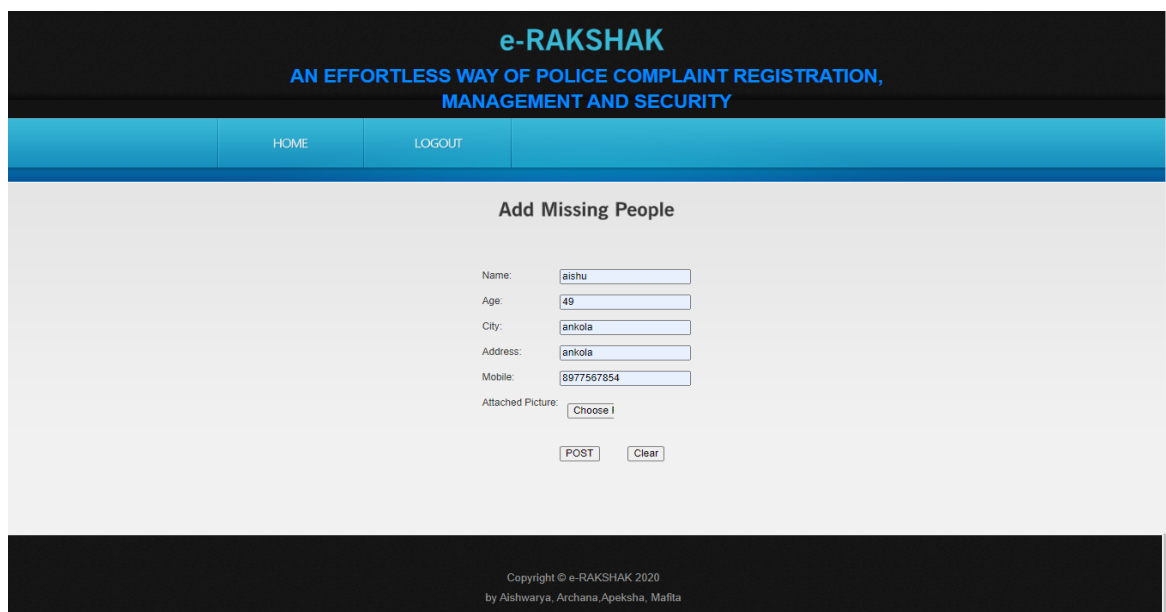 e-RAKSHAK
AN EFFORTLESS WAY OF POLICE COMPLAINT REGISTRATION,
MANAGEMENT AND SECURITY
HOME LOGOUT
Add Missing People
Name: aishu
Age: 49
City: ankola
Address: ankola
Mobile: 8977567854
Attached Picture: Choose
POST Clear
Copyright © e-RAKSHAK 2020
by Aishwarya, Archana,Apeksha, Mafita